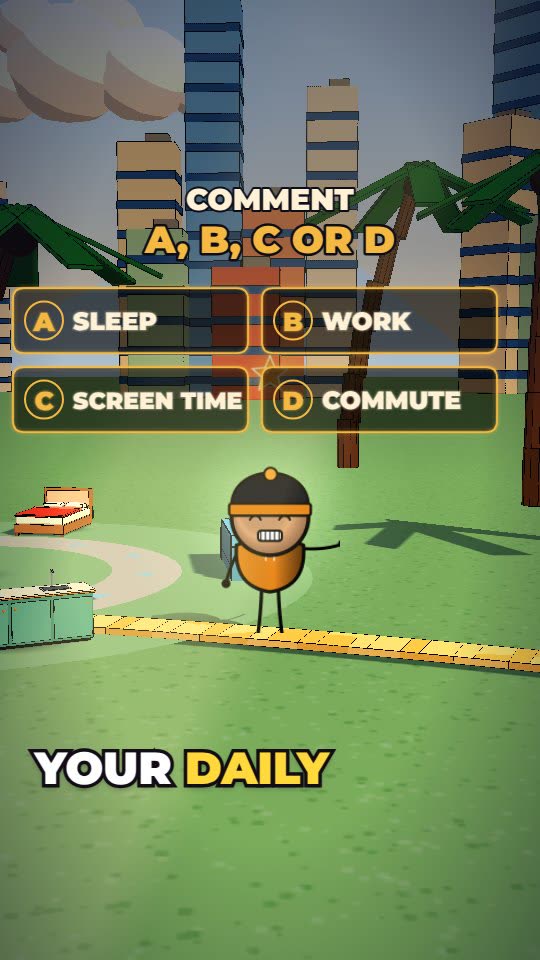 COMMENT
A, B, C OR D
A SLEEP
B WORK
C SCREEN TIME
D COMMUTE
YOUR DAILY